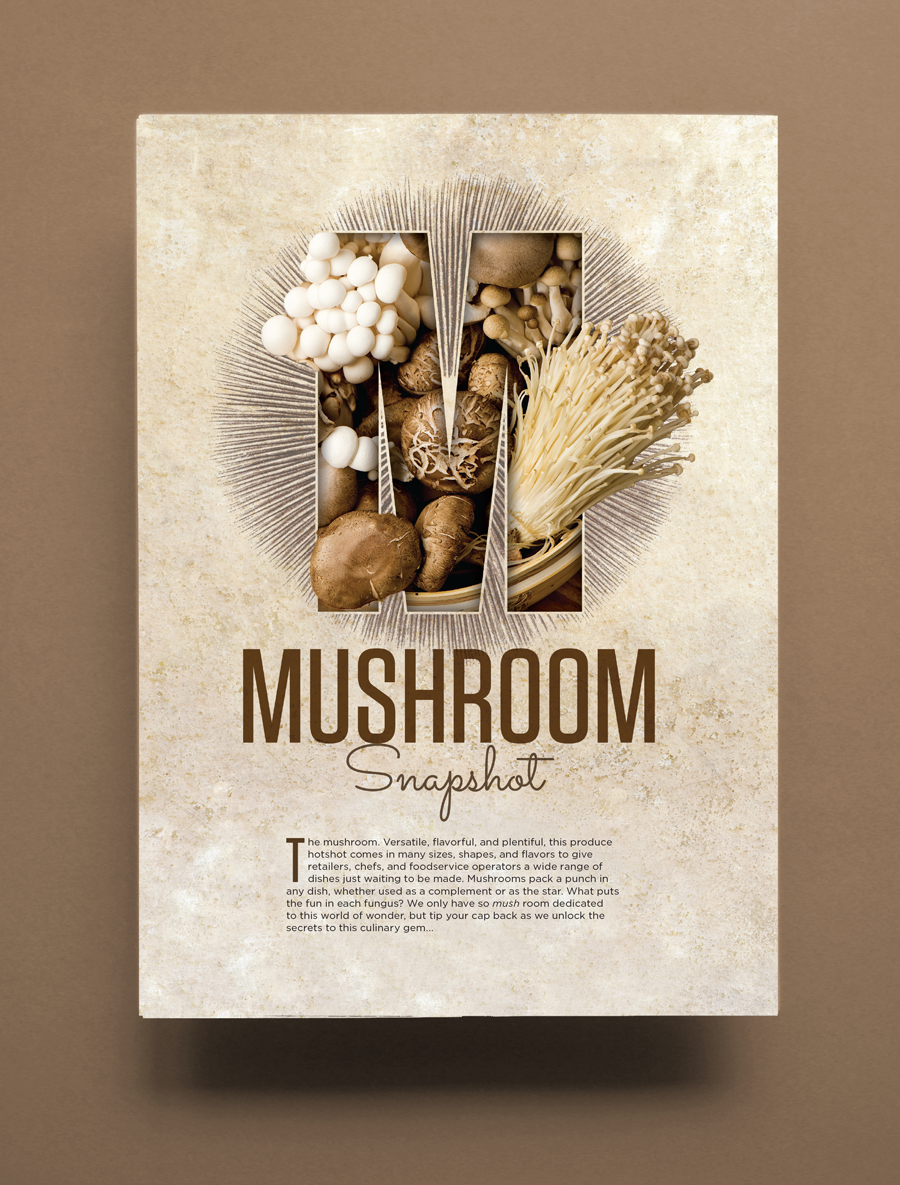 M
MUSHROOM
Snapshot
The mushroom. Versatile, flavorful, and plentiful, this produce
hotshot comes in many sizes, shapes, and flavors to give
retailers, chefs, and foodservice operators a wide range of
dishes just waiting to be made. Mushrooms pack a punch in
any dish, whether used as a complement or as the star. What puts
the fun in each fungus? We only have so mush room dedicated
to this world of wonder, but tip your cap back as we unlock the
secrets to this culinary gem...